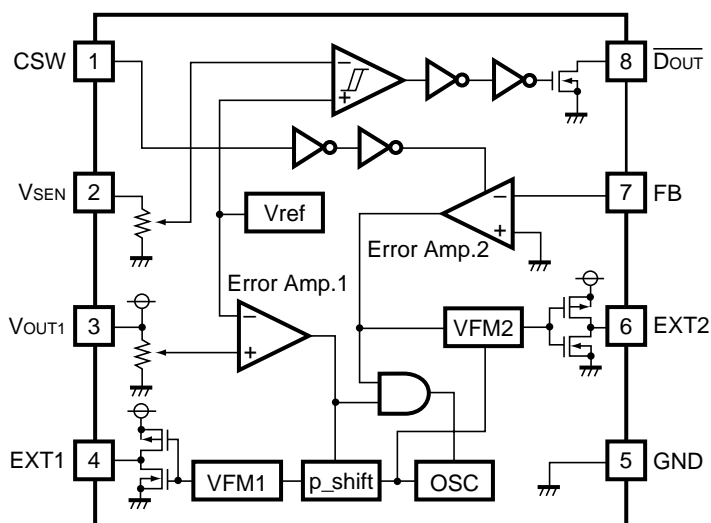 CSW 1
8 DOUT
VSEN 2
7 FB
Vref
Error Amp.2
Error Amp.1
VOUT1 3
VFM2
6 EXT2
−
+
−
+
−
+
EXT1 4
VFM1
p_shift
OSC
5 GND